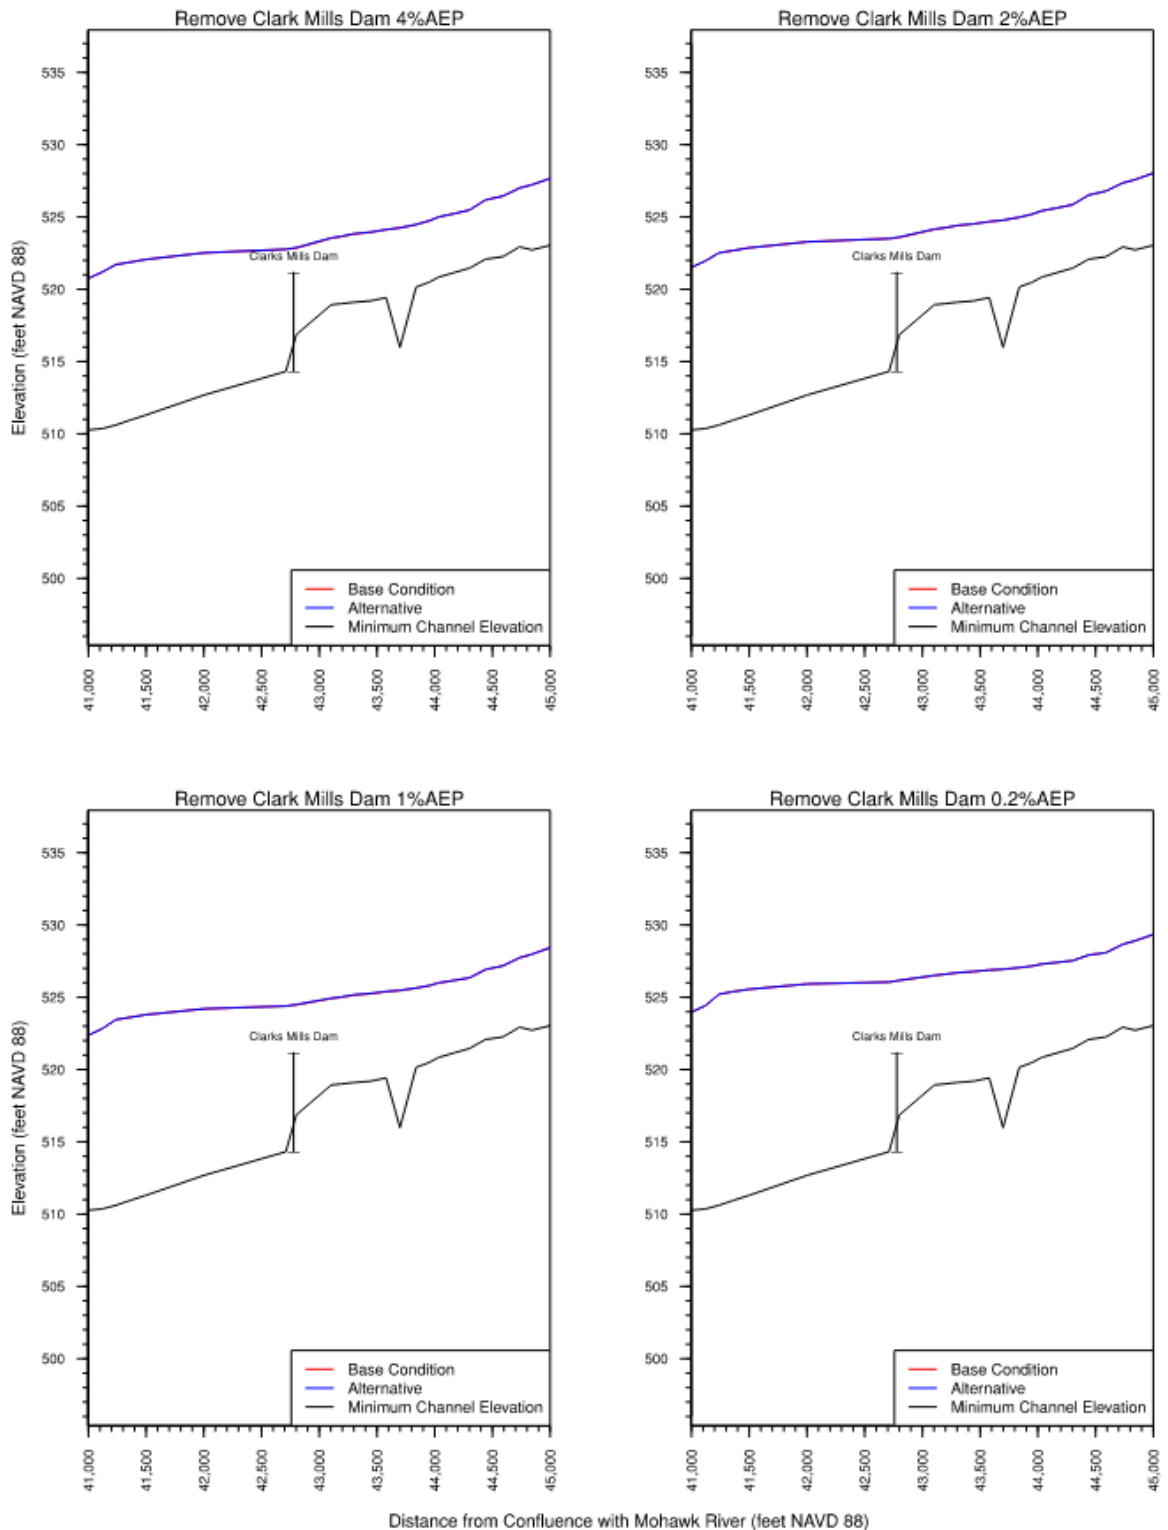 Remove Clark Mills Dam 4%AEP
Elevation (feet NAVD 88)
535
530
525
520
515
510
505
500
Clarks Mills Dam
Base Condition
Alternative
Minimum Channel Elevation
41,000
41,500
42,000
42,500
43,000
43,500
44,000
44,500
45,000
Remove Clark Mills Dam 2%AEP
535
530
525
520
515
510
505
500
Clarks Mills Dam
Base Condition
Alternative
Minimum Channel Elevation
41,000
41,500
42,000
42,500
43,000
43,500
44,000
44,500
45,000
Remove Clark Mills Dam 1%AEP
Elevation (feet NAVD 88)
535
530
525
520
515
510
505
500
Clarks Mills Dam
Base Condition
Alternative
Minimum Channel Elevation
41,000
41,500
42,000
42,500
43,000
43,500
44,000
44,500
45,000
Remove Clark Mills Dam 0.2%AEP
535
530
525
520
515
510
505
500
Clarks Mills Dam
Base Condition
Alternative
Minimum Channel Elevation
41,000
41,500
42,000
42,500
43,000
43,500
44,000
44,500
45,000
Distance from Confluence with Mohawk River (feet NAVD 88)